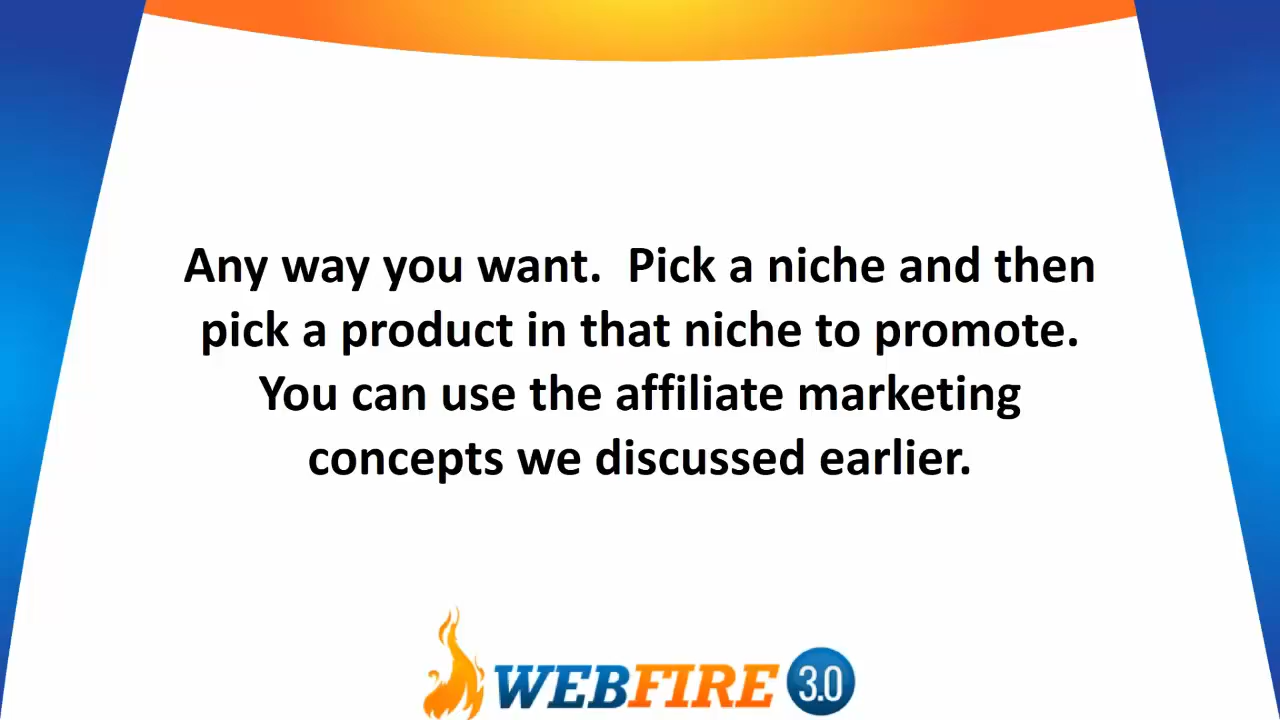 Any way you want.  Pick a niche and then
pick a product in that niche to promote.
You can use the affiliate marketing
concepts we discussed earlier.
WEBFIRE 3.0